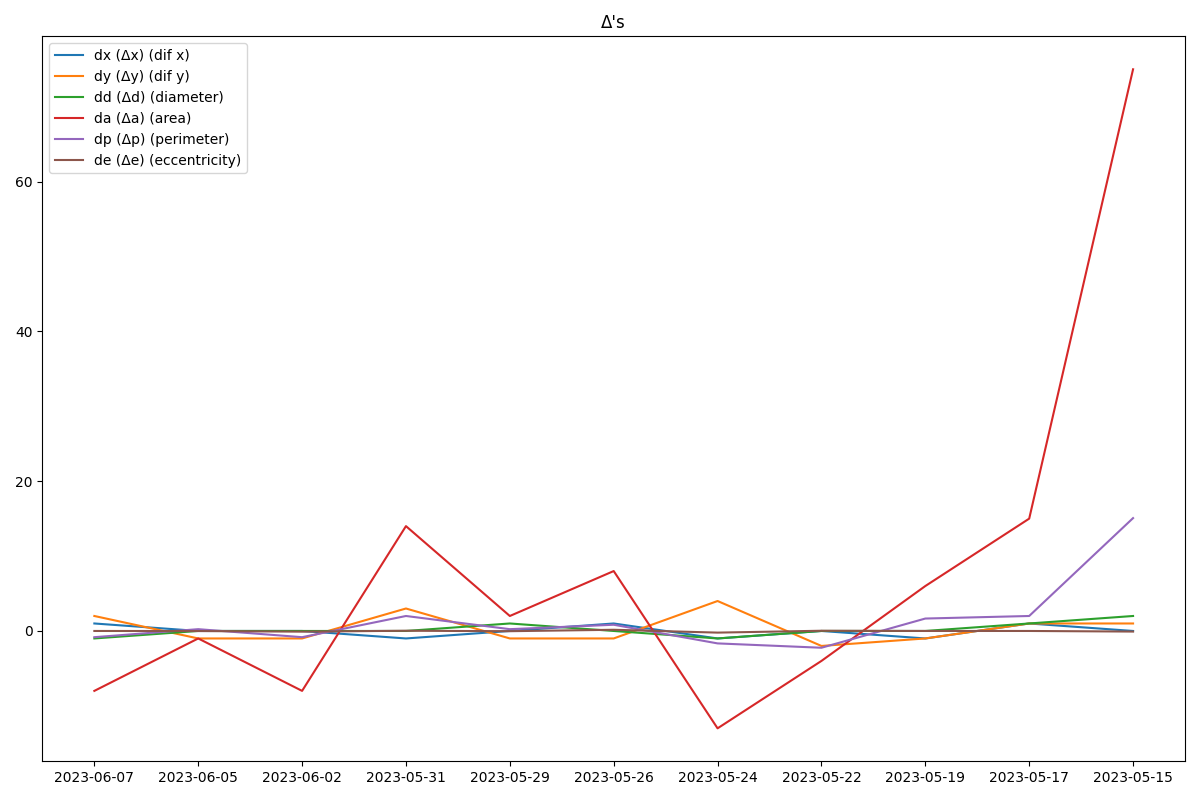 Δ's
dx (Δx) (dif x)
dy (Δy) (dif y)
dd (Δd) (diameter)
da (Δa) (area)
dp (Δp) (perimeter)
de (Δe) (eccentricity)
60
40
20
0
2023-06-07 2023-06-05 2023-06-02 2023-05-31 2023-05-29 2023-05-26 2023-05-24 2023-05-22 2023-05-19 2023-05-17 2023-05-15